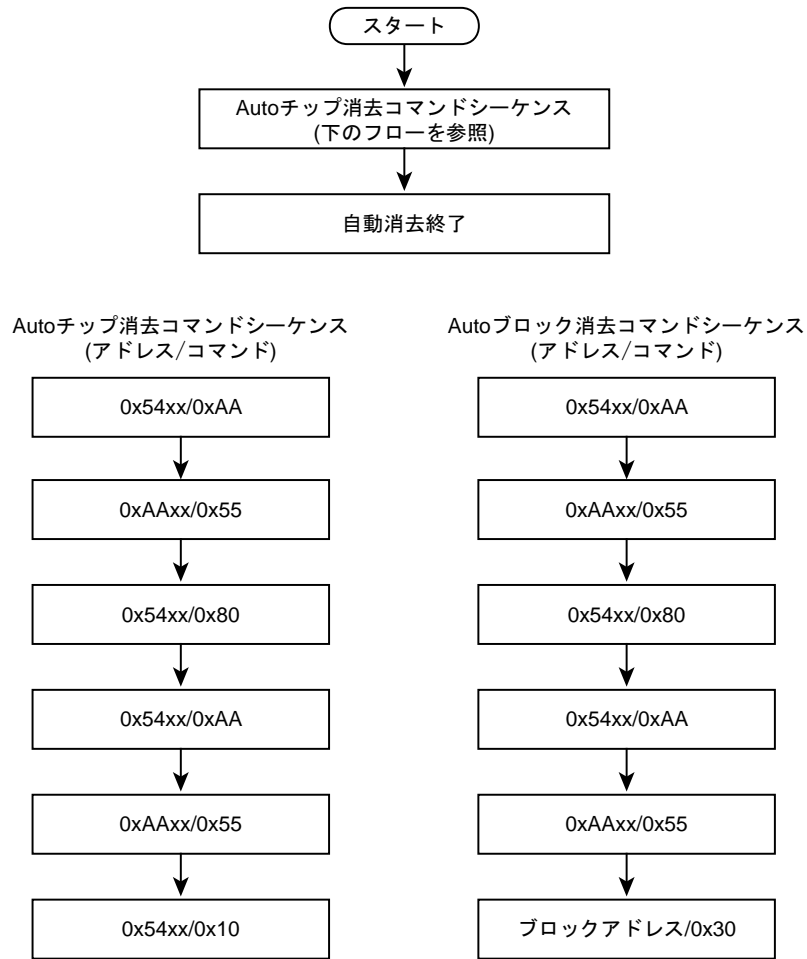 スタート
Autoチップ消去コマンドシーケンス
(下のフローを参照)
自動消去終了
Autoチップ消去コマンドシーケンス
(アドレス/コマンド)
0x54xx/0xAA
0xAAxx/0x55
0x54xx/0x80
0x54xx/0xAA
0xAAxx/0x55
0x54xx/0x10
Autoブロック消去コマンドシーケンス
(アドレス/コマンド)
0x54xx/0xAA
0xAAxx/0x55
0x54xx/0x80
0x54xx/0xAA
0xAAxx/0x55
ブロックアドレス/0x30